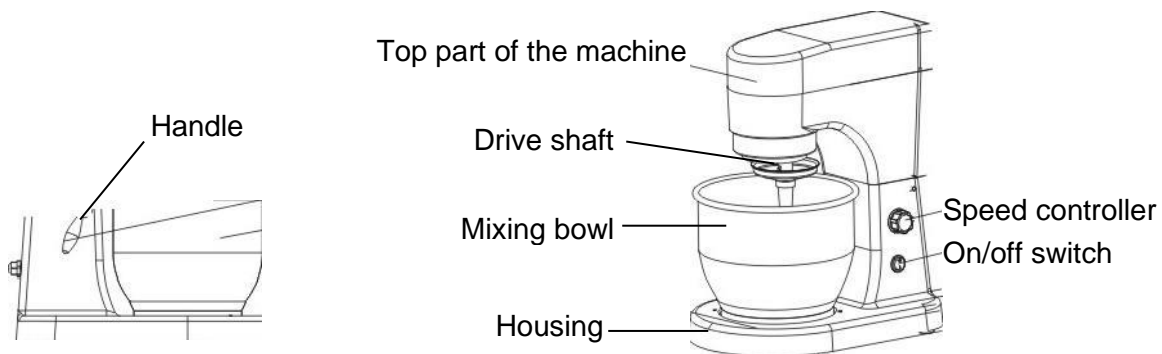 Top part of the machine
Handle
Drive shaft
Mixing bowl
Speed controller
On/off switch
Housing